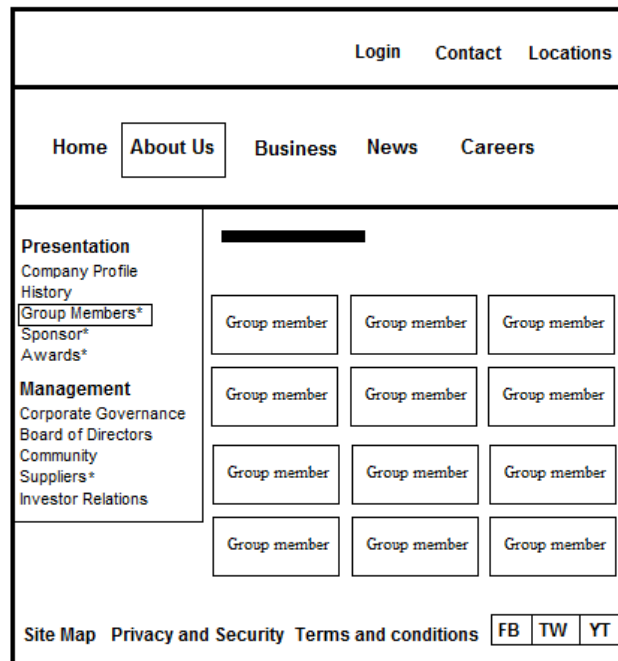 Login Contact Locations
Home About Us Business News Careers
Presentation
Company Profile
History
Group Members*
Sponsor*
Awards*
Management
Corporate Governance
Board of Directors
Community
Suppliers*
Investor Relations
Group member Group member Group member
Group member Group member Group member
Group member Group member Group member
Group member Group member Group member
Site Map Privacy and Security Terms and conditions FB TW YT